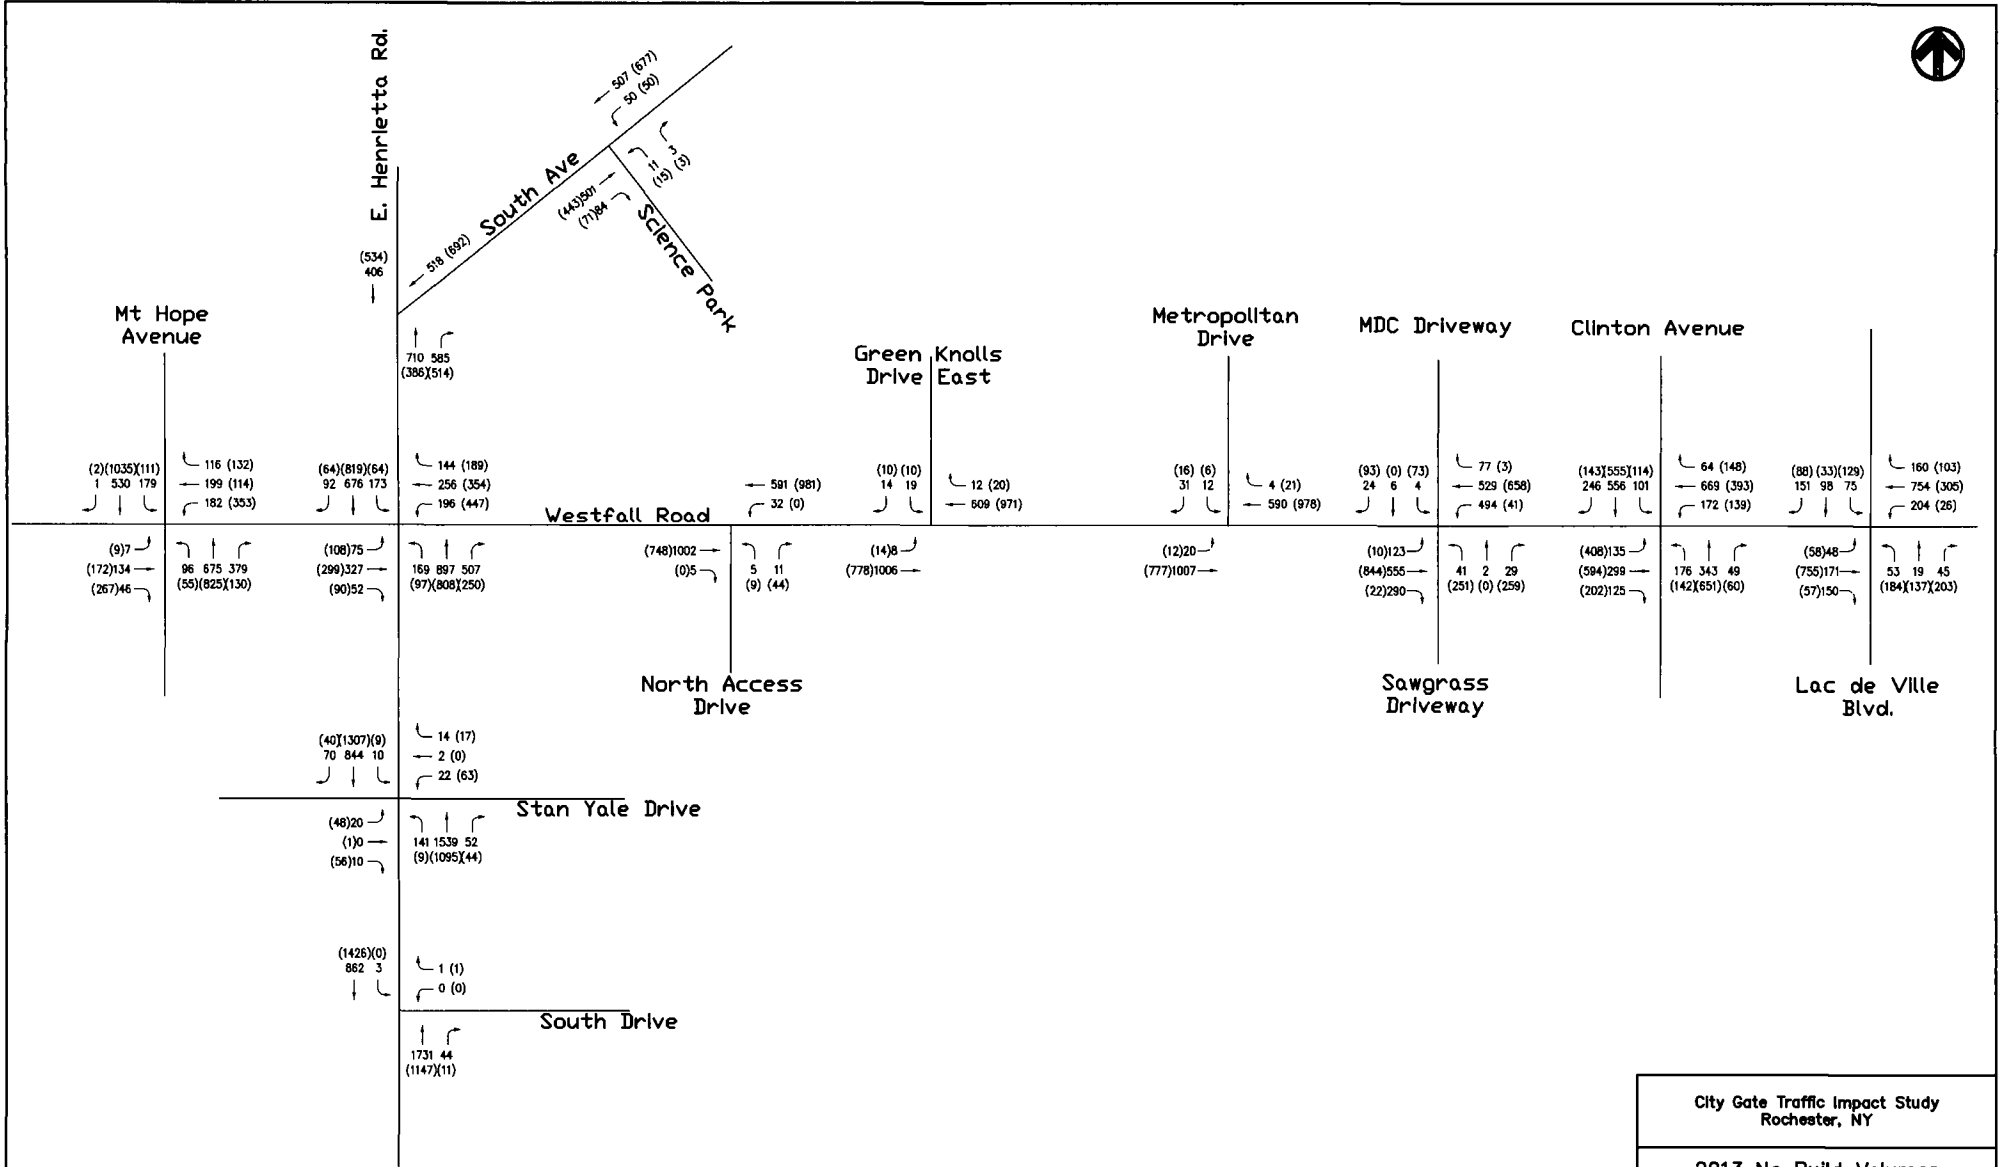 E. Henrietta Rd.
507 (677)
50 (50)
South Ave
11 3
(15) (3)
(443)501
(71)84
Science Park
518 (692)
(534)
406
710 585
(386)(514)
Mt Hope
Avenue
Green Knolls
Drive East
Metropolitan
Drive
MDC Driveway
Clinton Avenue
(2)(1035)(111)
1 530 179
116 (132)
199 (114)
182 (353)
(64)(819)(64)
92 676 173
144 (189)
256 (354)
196 (447)
Westfall Road
591 (981)
32 (0)
(10) (10)
14 19
12 (20)
609 (971)
(16) (6)
31 12
4 (21)
590 (978)
(93) (0) (73)
24 6 4
77 (3)
529 (658)
494 (41)
(143)(555)(114)
246 556 101
64 (148)
669 (393)
172 (139)
(88) (33)(129)
151 98 75
160 (103)
754 (305)
204 (26)
(9)7
(172)134
(267)46
96 675 379
(55)(825)(130)
(108)75
(299)327
(90)52
169 897 507
(97)(808)(250)
(748)1002
(0)5
5 11
(9) (44)
(14)8
(778)1006
(12)20
(777)1007
(10)123
(844)555
(22)290
41 2 29
(251) (0) (259)
(408)135
(594)299
(202)125
176 343 49
(142)(651)(60)
(58)48
(755)171
(57)150
53 19 45
(184)(137)(203)
North Access
Drive
Sawgrass
Driveway
Lac de Ville
Blvd.
(40)(1307)(9)
70 844 10
14 (17)
2 (0)
22 (63)
Stan Yale Drive
(48)20
(1)0
(56)10
141 1539 52
(9)(1095)(44)
(1426)(0)
862 3
1 (1)
0 (0)
South Drive
1731 44
(1147)(11)
City Gate Traffic Impact Study
Rochester, NY
2013 No Build Volumes